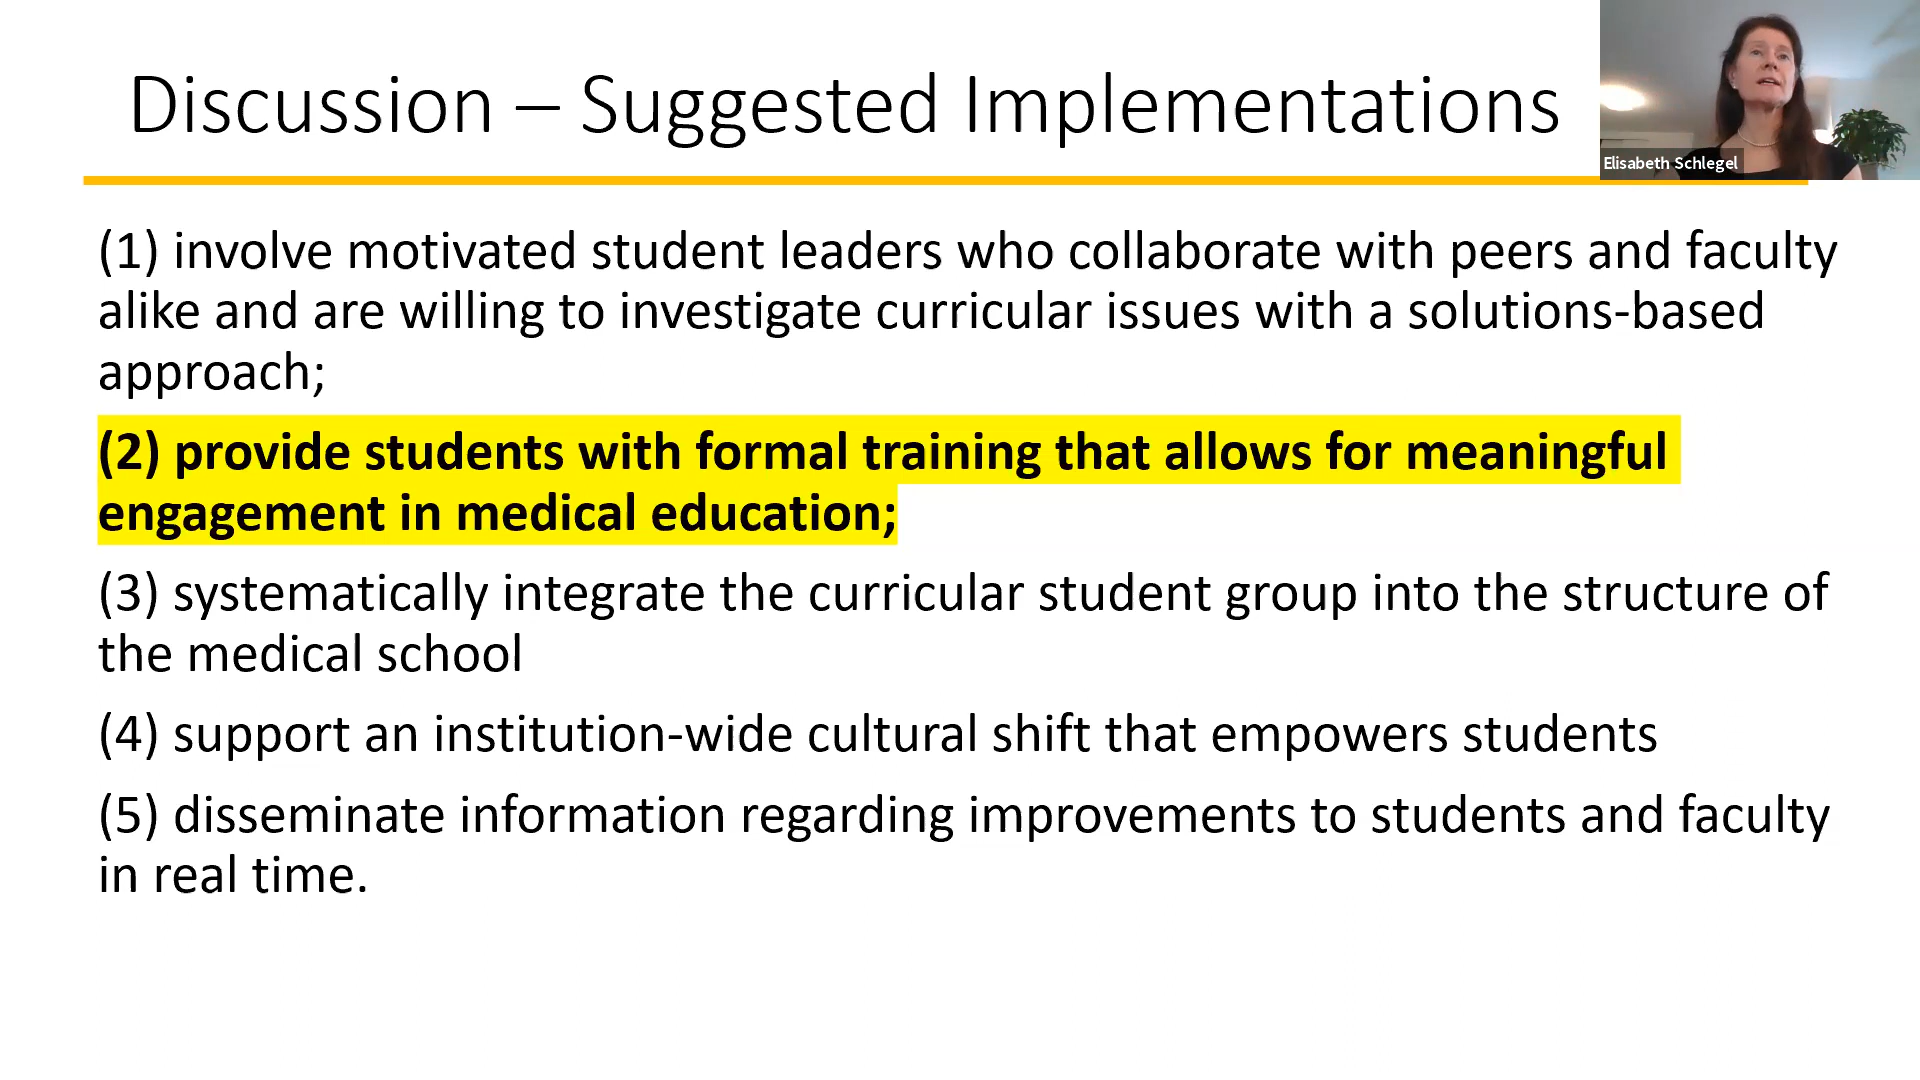 Discussion – Suggested Implementations
Elisabeth Schlegel
(1) involve motivated student leaders who collaborate with peers and faculty
alike and are willing to investigate curricular issues with a solutions-based
approach;
(2) provide students with formal training that allows for meaningful
engagement in medical education;
(3) systematically integrate the curricular student group into the structure of
the medical school
(4) support an institution-wide cultural shift that empowers students
(5) disseminate information regarding improvements to students and faculty
in real time.